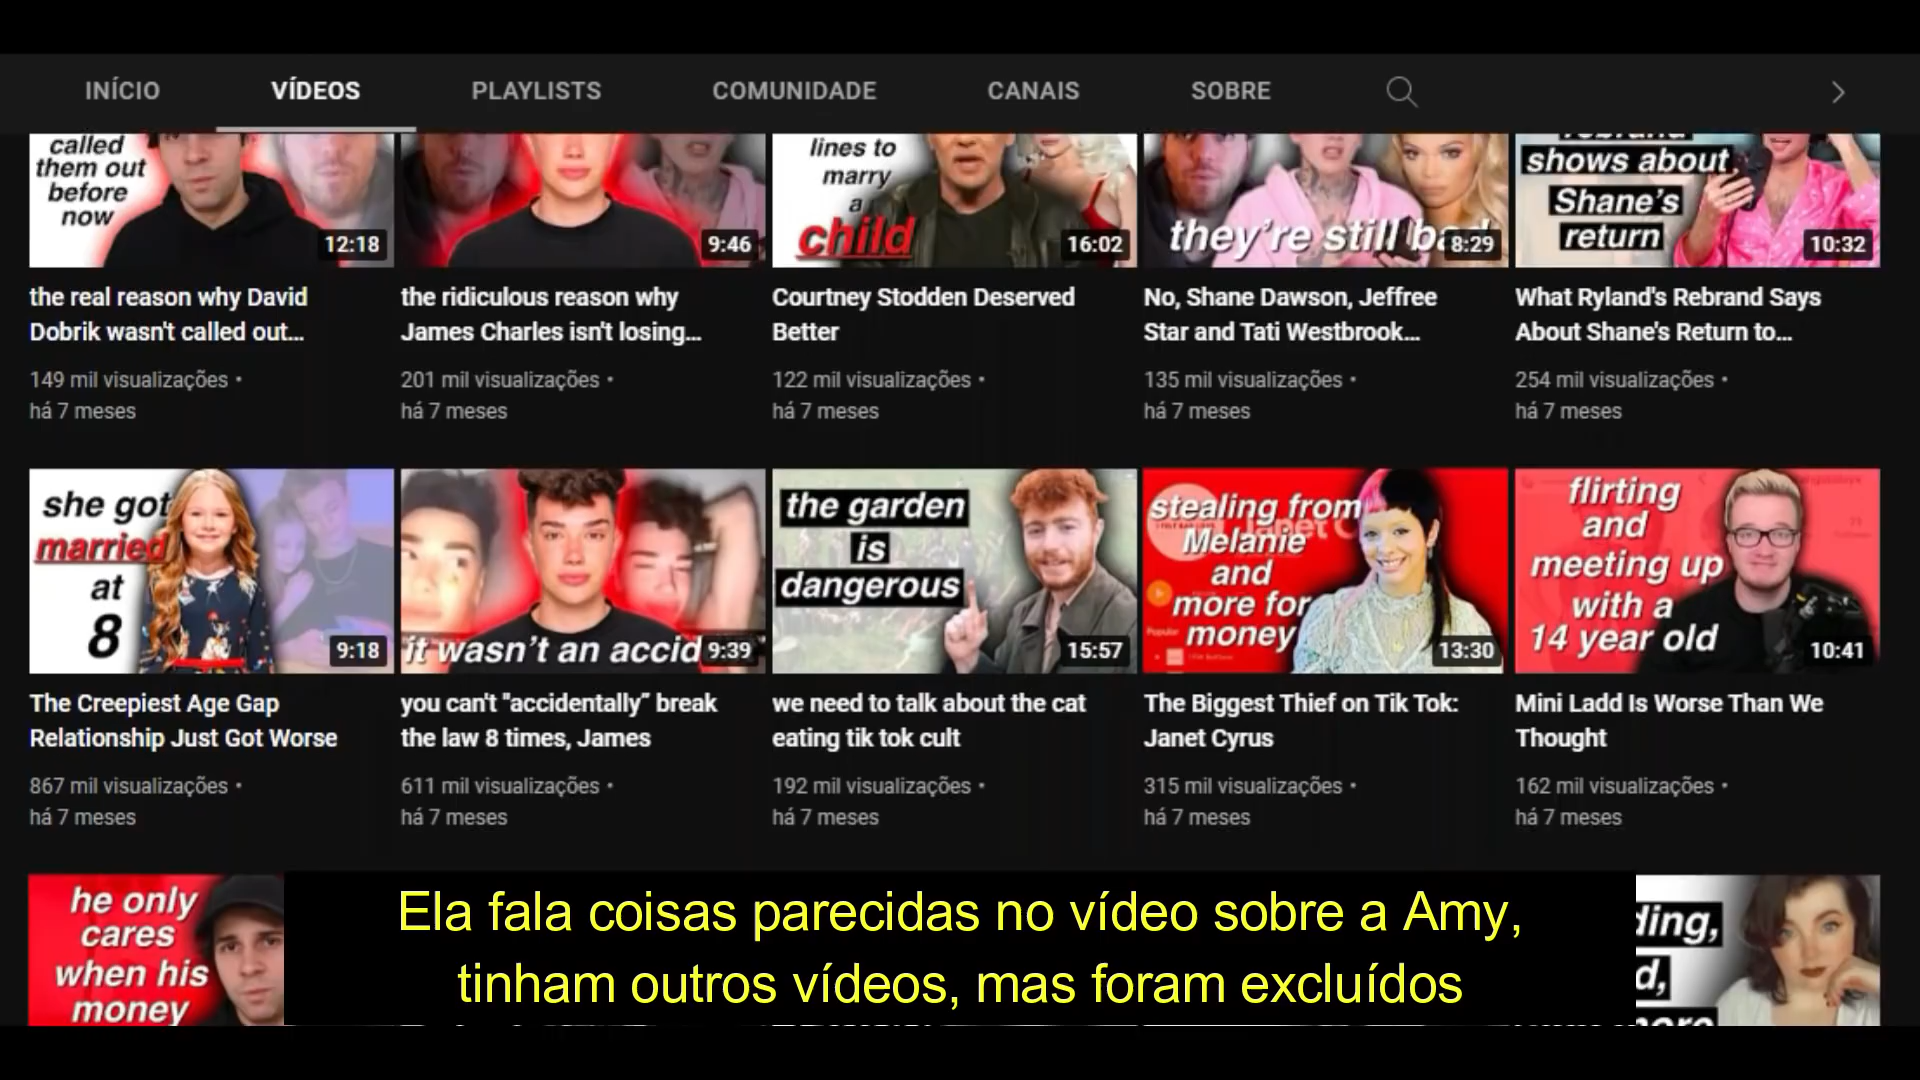 INÍCIO VÍDEOS PLAYLISTS COMUNIDADE CANAIS SOBRE
called
them out
before
now
12:18
9:46
lines to
marry
a
child
16:02
they're still bad
8:29
shows about
Shane's
return
10:32
the real reason why David
Dobrik wasn't called out...
149 mil visualizações •
há 7 meses
the ridiculous reason why
James Charles isn't losing...
201 mil visualizações •
há 7 meses
Courtney Stodden Deserved
Better
122 mil visualizações •
há 7 meses
No, Shane Dawson, Jeffree
Star and Tati Westbrook...
135 mil visualizações •
há 7 meses
What Ryland's Rebrand Says
About Shane's Return to...
254 mil visualizações •
há 7 meses
she got
married
at
8
9:18
it wasn't an accid
9:39
the garden
is
dangerous
15:57
stealing from
Melanie
and
more for
money
13:30
flirting
and
meeting up
with a
14 year old
10:41
The Creepiest Age Gap
Relationship Just Got Worse
867 mil visualizações •
há 7 meses
you can't "accidentally" break
the law 8 times, James
611 mil visualizações •
há 7 meses
we need to talk about the cat
eating tik tok cult
192 mil visualizações •
há 7 meses
The Biggest Thief on Tik Tok:
Janet Cyrus
315 mil visualizações •
há 7 meses
Mini Ladd Is Worse Than We
Thought
162 mil visualizações •
há 7 meses
he only
cares
when his
money
Ela fala coisas parecidas no vídeo sobre a Amy,
tinham outros vídeos, mas foram excluídos